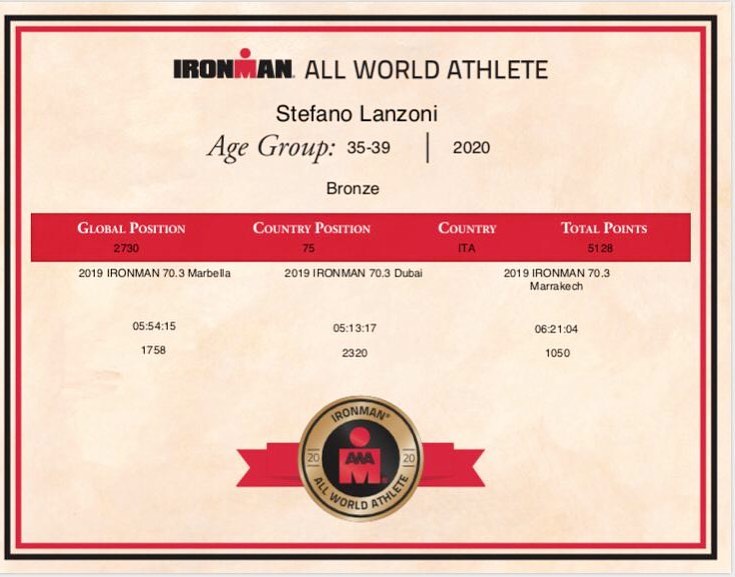 IRONMAN ALL WORLD ATHLETE
Stefano Lanzoni
Age Group: 35-39 | 2020
Bronze
GLOBAL POSITION COUNTRY POSITION COUNTRY TOTAL POINTS
2730 75 ITA 5128
2019 IRONMAN 70.3 Marbella 2019 IRONMAN 70.3 Dubai 2019 IRONMAN 70.3
Marrakech
05:54:15 05:13:17 06:21:04
1758 2320 1050
IRONMAN®
20 AWA 20
M
ALL WORLD ATHLETE